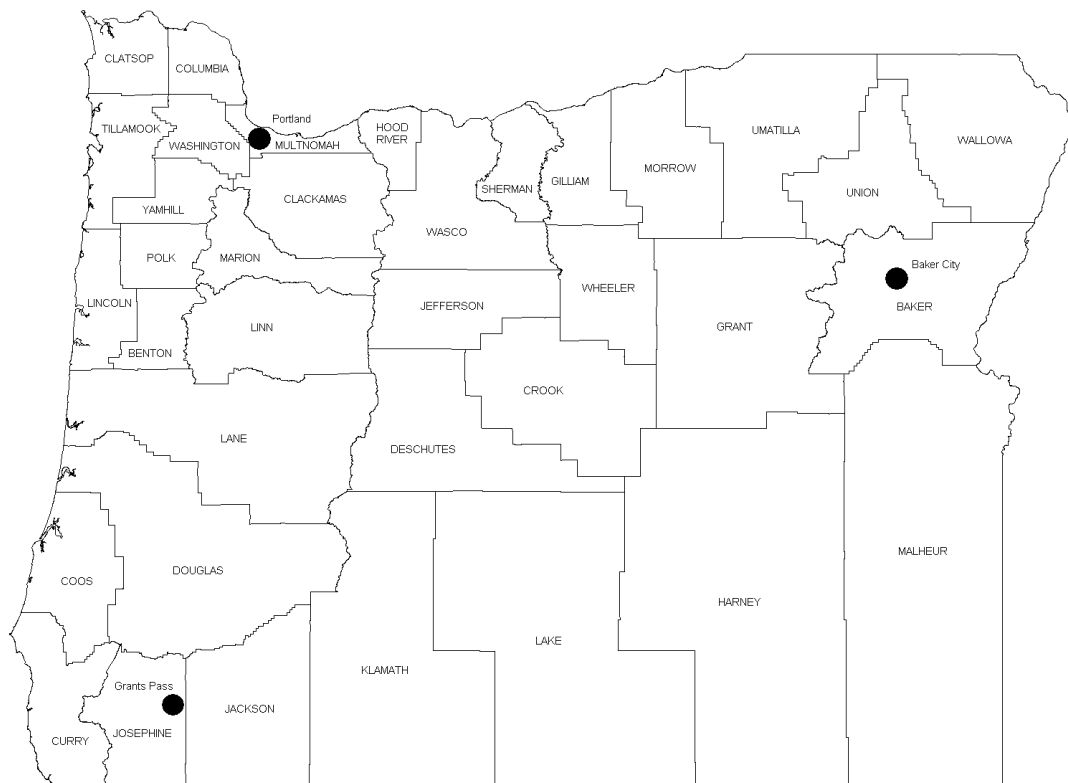 CLATSOP
COLUMBIA
Portland
TILLAMOOK
HOOD
RIVER
UMATILLA
WALLOWA
WASHINGTON
MULTNOMAH
MORROW
GILLIAM
SHERMAN
UNION
CLACKAMAS
YAMHILL
WASCO
POLK
MARION
Baker City
WHEELER
LINCOLN
JEFFERSON
BAKER
LINN
GRANT
BENTON
CROOK
LANE
DESCHUTES
MALHEUR
DOUGLAS
COOS
HARNEY
LAKE
KLAMATH
Grants Pass
JACKSON
JOSEPHINE
CURRY